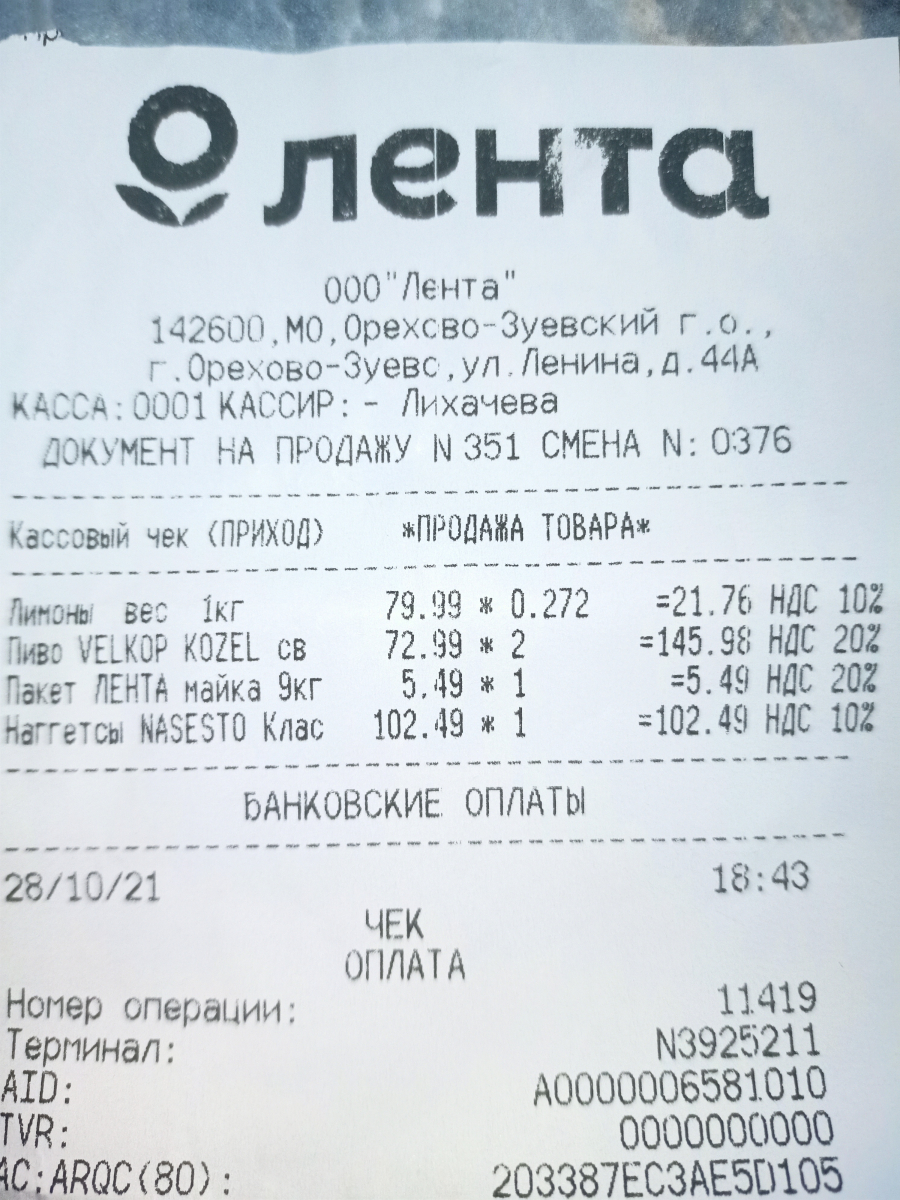 лента
ООО"Лента"
142600,МО,Орехово-Зуевский г.о.,
г.Орехово-Зуево,ул.Ленина,д.44А
КАССА:0001 КАССИР: - Лихачева
ДОКУМЕНТ НА ПРОДАЖУ N 351 СМЕНА N: 0376
Кассовый чек (ПРИХОД) *ПРОДАЖА ТОВАРА*
Лимоны вес 1кг 79.99 * 0.272 =21.76 НДС 10%
Пиво VELKOP KOZEL св 72.99 * 2 =145.98 НДС 20%
Пакет ЛЕНТА майка 9кг 5.49 * 1 =5.49 НДС 20%
Наггетсы NASESTO Клас 102.49 * 1 =102.49 НДС 10%
БАНКОВСКИЕ ОПЛАТЫ
28/10/21 18:43
ЧЕК
ОПЛАТА
Номер операции: 11419
Терминал: N3925211
AID: A0000006581010
TVR: 0000000000
AC:ARQC(80): 203387EC3AE5D105